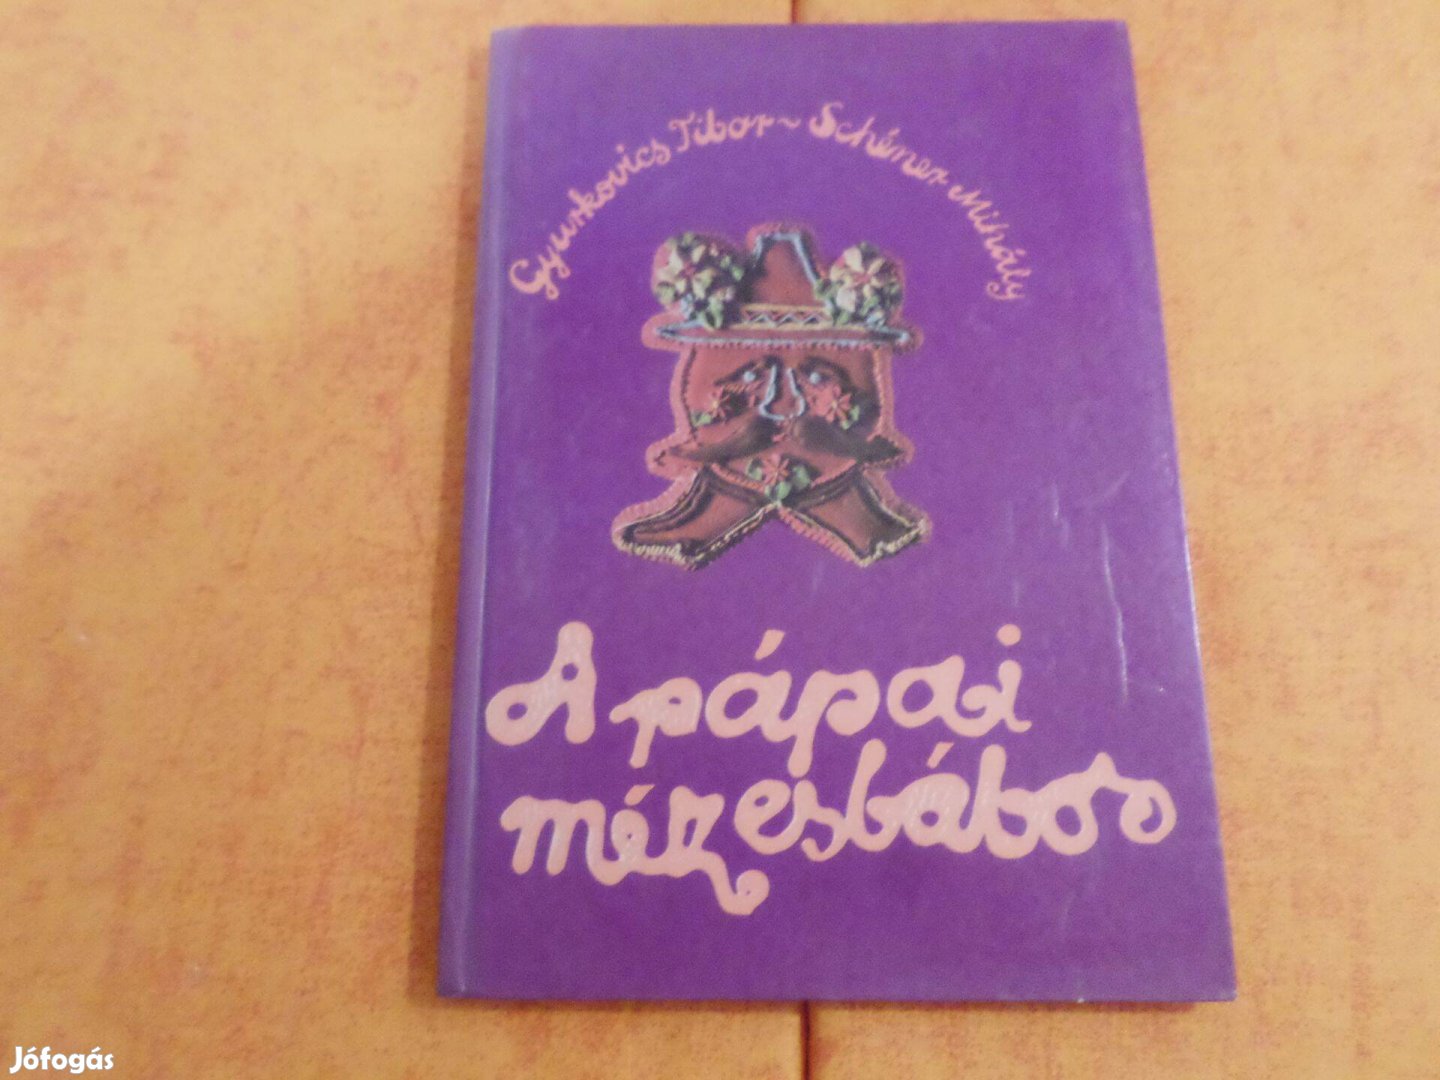 Gyurkovics Tibor ~ Schéner Mihály
A pápai
mézesbábos
Jófogás